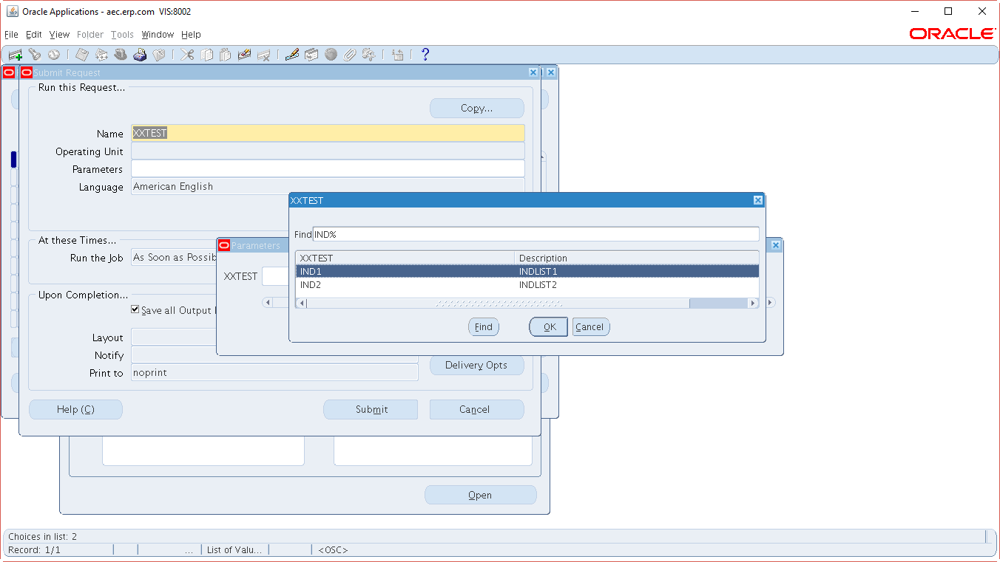 Oracle Applications - aec.erp.com  VIS:8002
File Edit View Folder Tools Window Help
ORACLE
Submit Request
Run this Request...
Copy...
Name XXTEST
Operating Unit
Parameters
Language American English
XXTEST
Find IND%
XXTEST Description
IND1 INDLIST1
IND2 INDLIST2
Find OK Cancel
At these Times...
Run the Job As Soon as Possib
Parameters
XXTEST
Upon Completion...
Save all Output
Layout
Notify
Print to noprint
Delivery Opts
Help (C) Submit Cancel
Open
Choices in list: 2
Record: 1/1 ... List of Valu... <OSC>